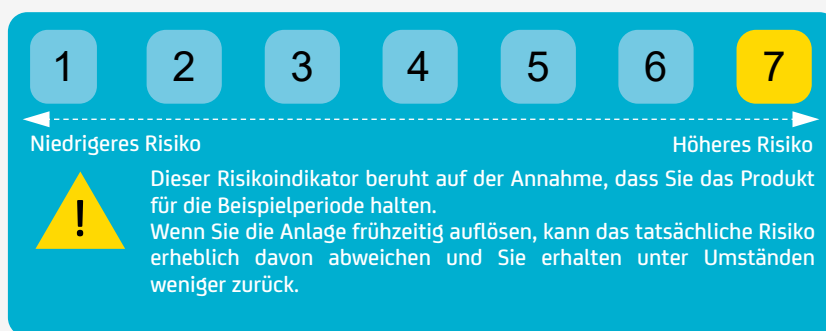 1 2 3 4 5 6 7
Niedrigeres Risiko Höheres Risiko
!
Dieser Risikoindikator beruht auf der Annahme, dass Sie das Produkt
für die Beispielperiode halten.
Wenn Sie die Anlage frühzeitig auflösen, kann das tatsächliche Risiko
erheblich davon abweichen und Sie erhalten unter Umständen
weniger zurück.